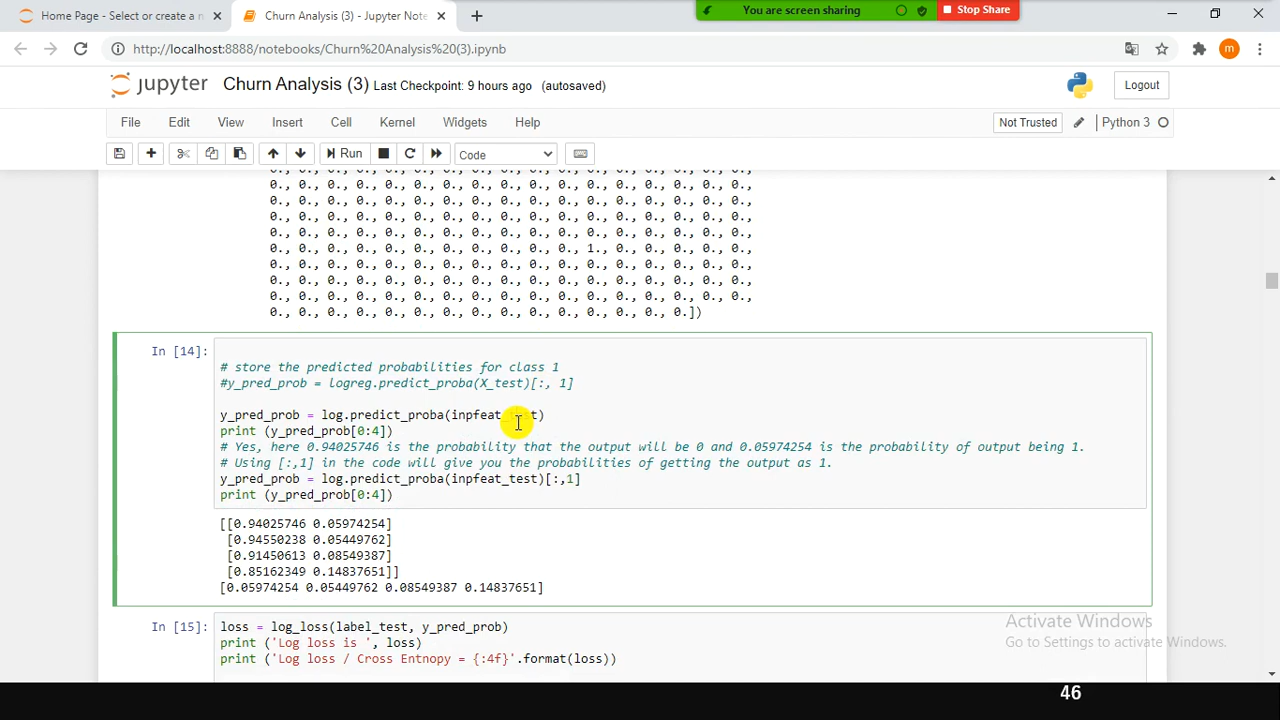 Home Page - Select or create a n
Churn Analysis (3) - Jupyter Note
You are screen sharing
Stop Share
http://localhost:8888/notebooks/Churn%20Analysis%20(3).ipynb
m
jupyter Churn Analysis (3) Last Checkpoint: 9 hours ago (autosaved)
Logout
File Edit View Insert Cell Kernel Widgets Help
Not Trusted Python 3
Run Code
0., 0., 0., 0., 0., 0., 0., 0., 0., 0., 0., 0., 0., 0., 0., 0., 0.,
0., 0., 0., 0., 0., 0., 0., 0., 0., 0., 0., 0., 0., 0., 0., 0., 0.,
0., 0., 0., 0., 0., 0., 0., 0., 0., 0., 0., 0., 0., 0., 0., 0., 0.,
0., 0., 0., 0., 0., 0., 0., 0., 0., 0., 0., 0., 0., 0., 0., 0., 0.,
0., 0., 0., 0., 0., 0., 0., 0., 0., 0., 0., 0., 0., 0., 0., 0., 0.,
0., 0., 0., 0., 0., 0., 0., 0., 0., 0., 0., 1., 0., 0., 0., 0., 0.,
0., 0., 0., 0., 0., 0., 0., 0., 0., 0., 0., 0., 0., 0., 0., 0., 0.,
0., 0., 0., 0., 0., 0., 0., 0., 0., 0., 0., 0., 0., 0., 0., 0., 0.,
0., 0., 0., 0., 0., 0., 0., 0., 0., 0., 0., 0., 0., 0., 0., 0., 0.,
0., 0., 0., 0., 0., 0., 0., 0., 0., 0., 0., 0., 0., 0., 0.])
In [14]:
# store the predicted probabilities for class 1
#y_pred_prob = logreg.predict_proba(X_test)[:, 1]
y_pred_prob = log.predict_proba(inpfeat_test)
print (y_pred_prob[0:4])
# Yes, here 0.94025746 is the probability that the output will be 0 and 0.05974254 is the probability of output being 1.
# Using [:,1] in the code will give you the probabilities of getting the output as 1.
y_pred_prob = log.predict_proba(inpfeat_test)[:,1]
print (y_pred_prob[0:4])
[[0.94025746 0.05974254]
[0.94550238 0.05449762]
[0.91450613 0.08549387]
[0.85162349 0.14837651]]
[0.05974254 0.05449762 0.08549387 0.14837651]
In [15]: loss = log_loss(label_test, y_pred_prob)
print ('Log loss is ', loss)
print ('Log loss / Cross Entnopy = {:4f}'.format(loss))
Activate Windows
Go to Settings to activate Windows.
46